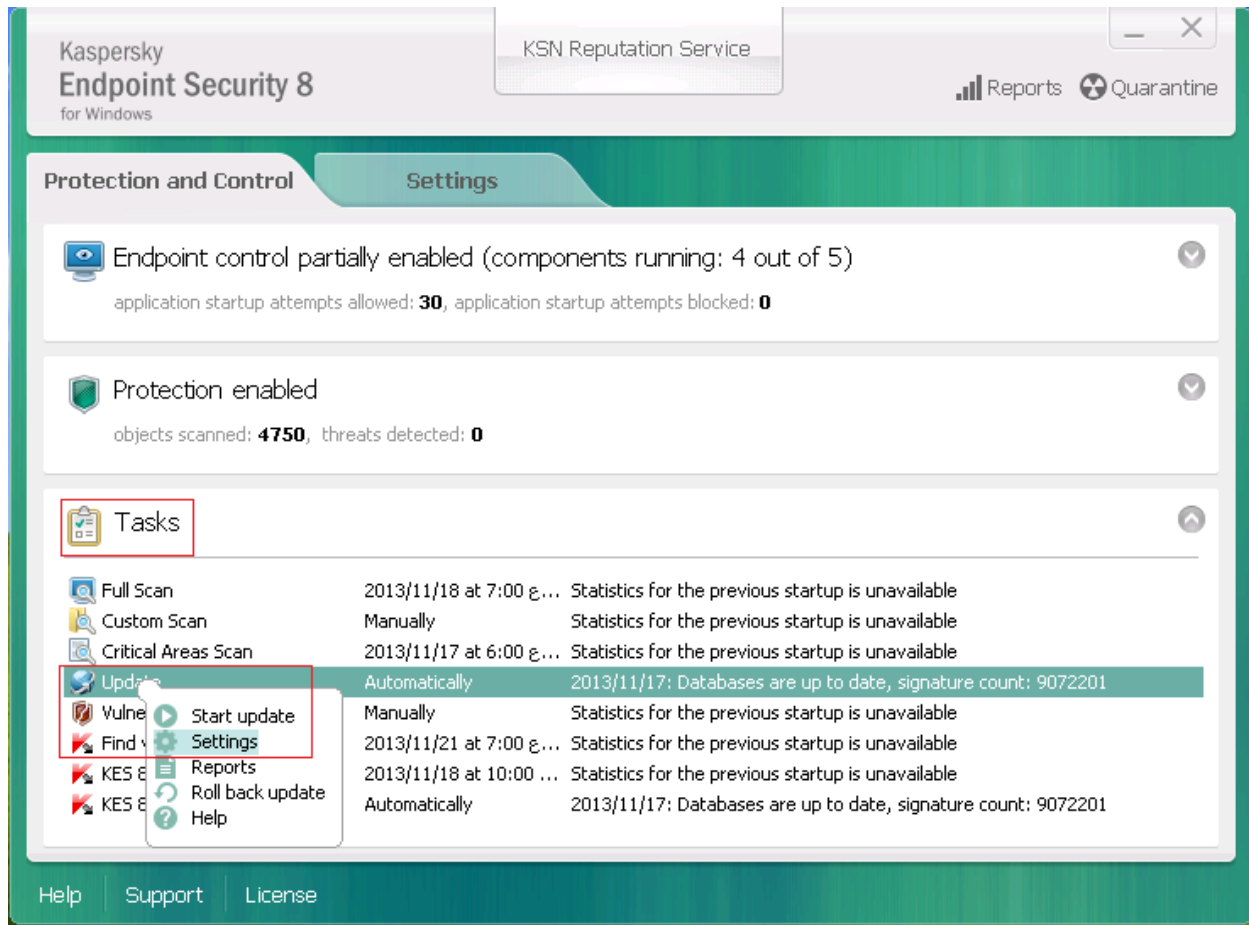 Kaspersky
Endpoint Security 8
for Windows
KSN Reputation Service
Reports
Quarantine
Protection and Control
Settings
Endpoint control partially enabled (components running: 4 out of 5)
application startup attempts allowed: 30, application startup attempts blocked: 0
Protection enabled
objects scanned: 4750, threats detected: 0
Tasks
Full Scan 2013/11/18 at 7:00 ع... Statistics for the previous startup is unavailable
Custom Scan Manually Statistics for the previous startup is unavailable
Critical Areas Scan 2013/11/17 at 6:00 ع... Statistics for the previous startup is unavailable
Update Automatically 2013/11/17: Databases are up to date, signature count: 9072201
Vulne Manually Statistics for the previous startup is unavailable
Find v 2013/11/21 at 7:00 ع... Statistics for the previous startup is unavailable
KES 8 2013/11/18 at 10:00 ... Statistics for the previous startup is unavailable
KES 8 Automatically 2013/11/17: Databases are up to date, signature count: 9072201
Start update
Settings
Reports
Roll back update
Help
Help
Support
License